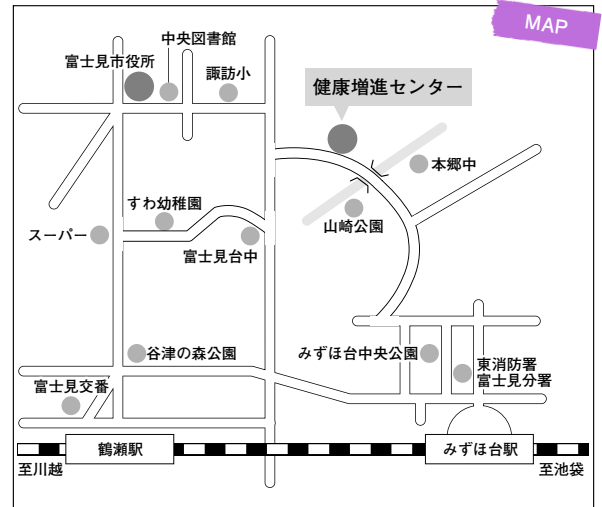 MAP
中央図書館
富士見市役所
諏訪小
健康増進センター
本郷中
すわ幼稚園
山崎公園
スーパー
富士見台中
谷津の森公園
みずほ台中央公園
東消防署
富士見分署
富士見交番
鶴瀬駅
みずほ台駅
至川越
至池袋